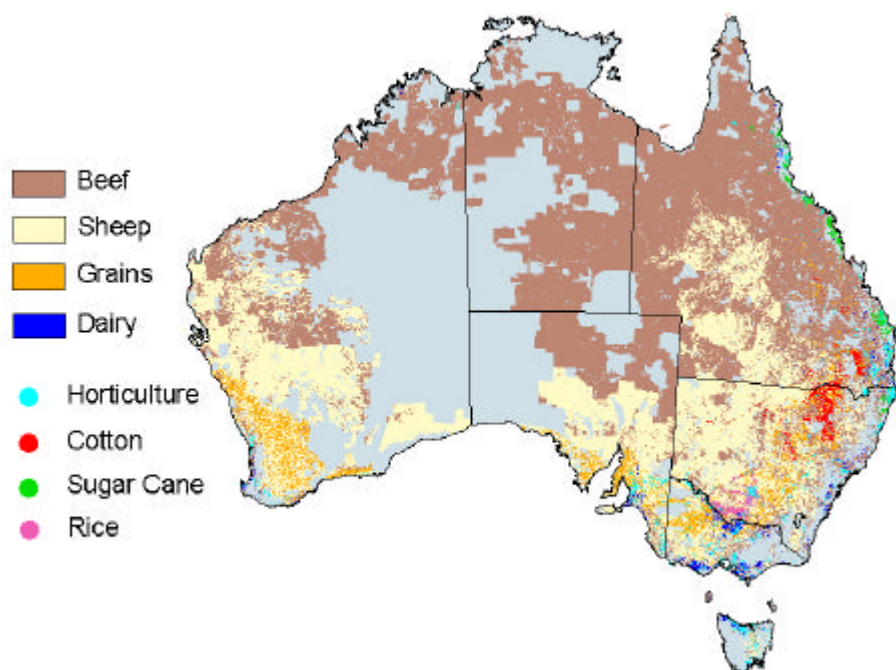 Beef
Sheep
Grains
Dairy
Horticulture
Cotton
Sugar Cane
Rice